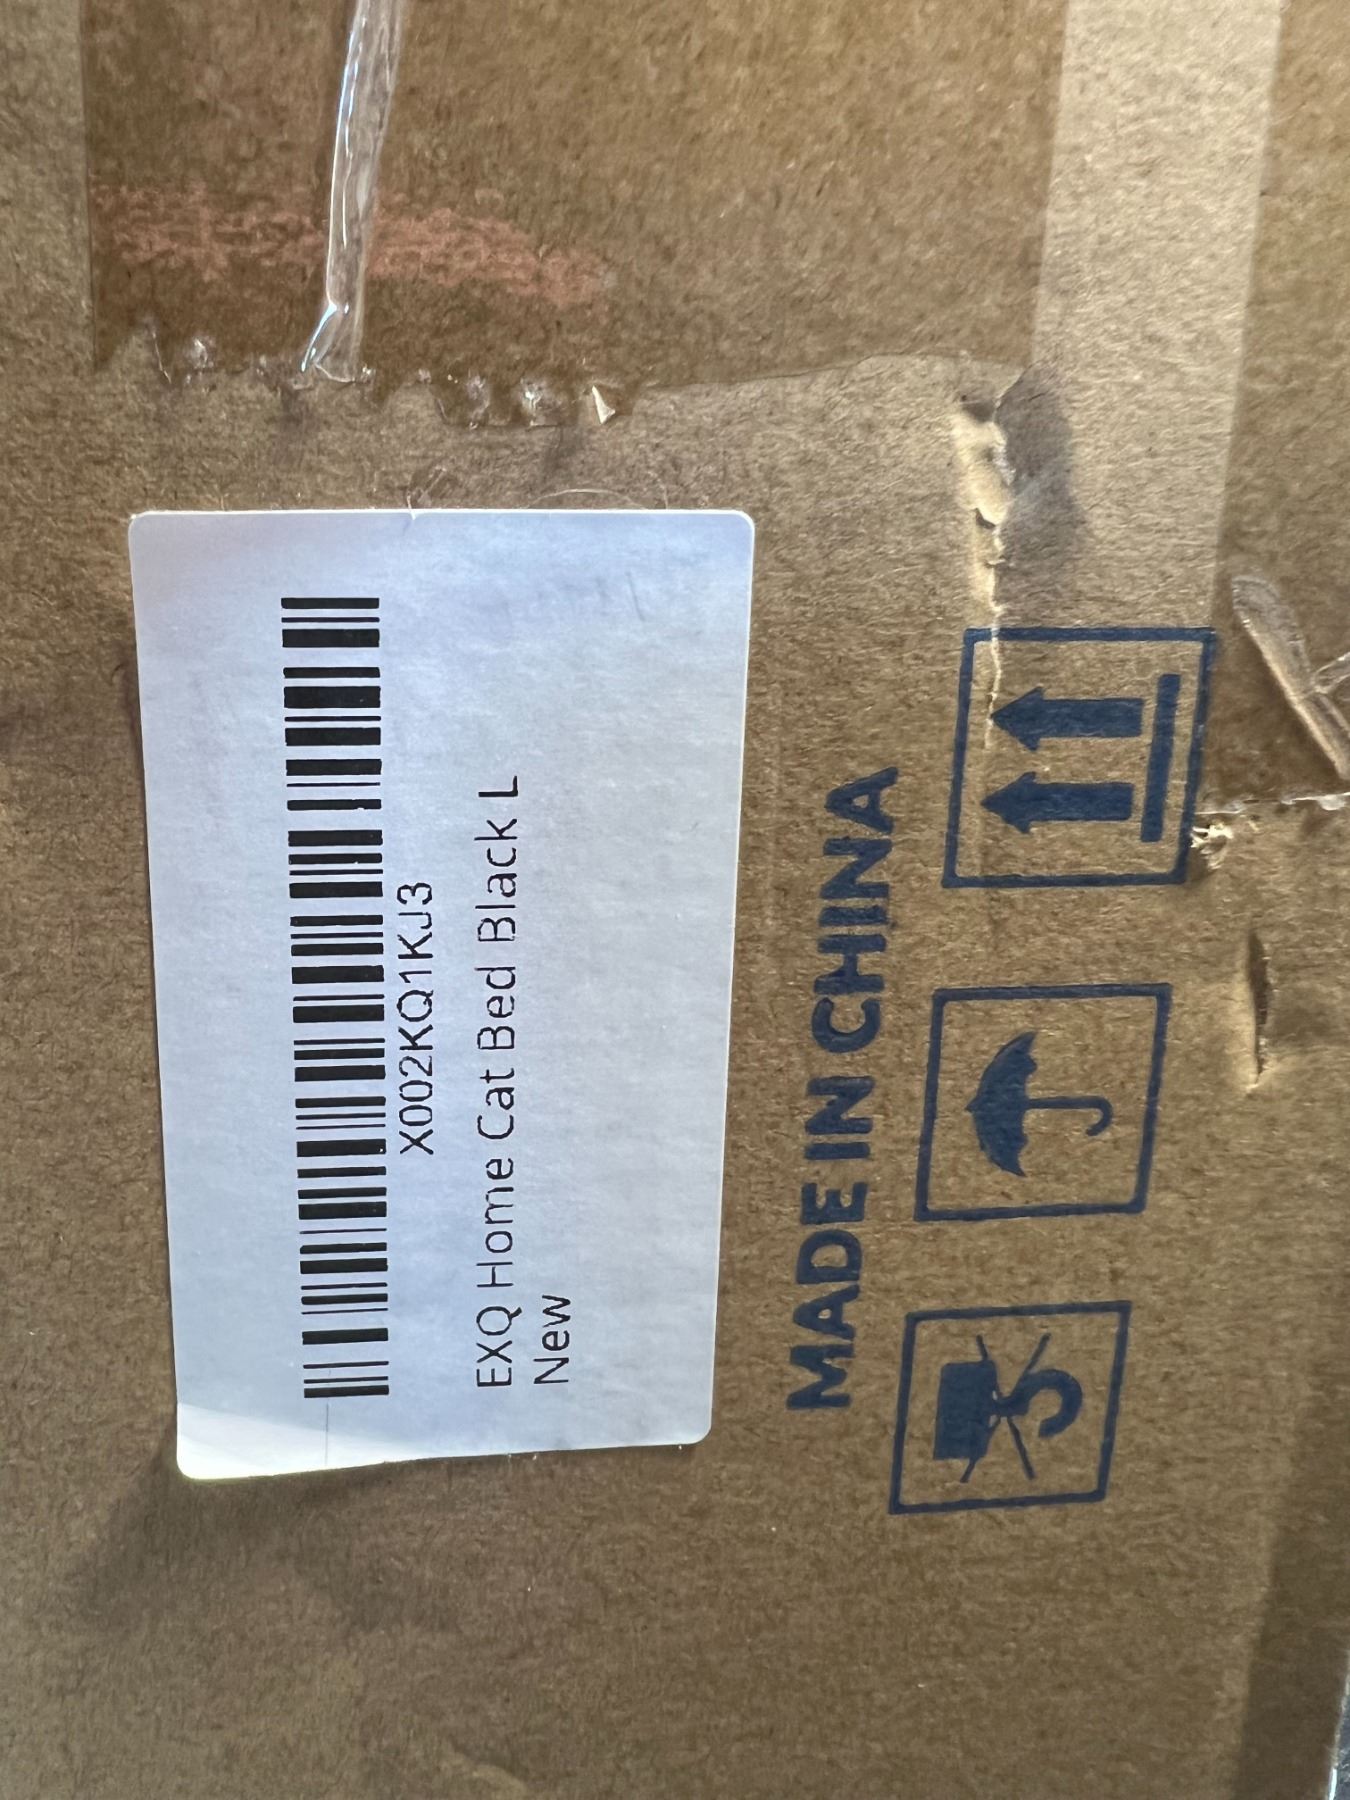 X002KQ1KJ3
EXQ Home Cat Bed Black L
New
MADE IN CHINA